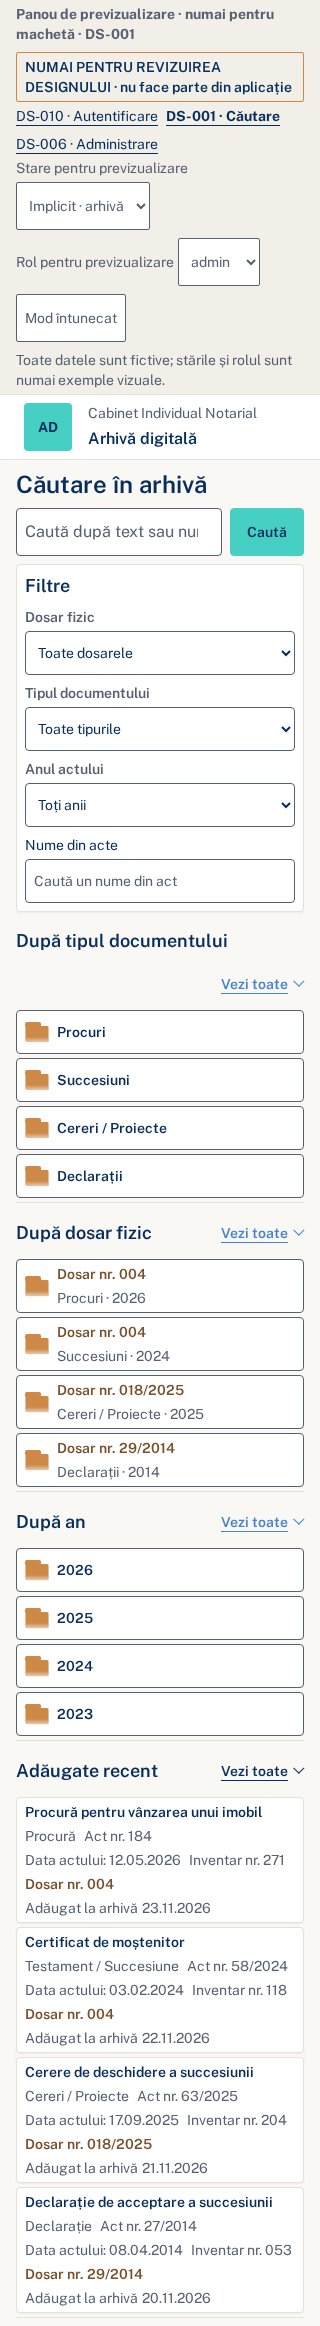 Panou de previzualizare · numai pentru
machetă · DS-001
NUMAI PENTRU REVIZUIREA
DESIGNULUI · nu face parte din aplicație
DS-010 · Autentificare DS-001 · Căutare
DS-006 · Administrare
Stare pentru previzualizare
Implicit · arhivă
Rol pentru previzualizare admin
Mod întunecat
Toate datele sunt fictive; stările și rolul sunt
numai exemple vizuale.
AD
Cabinet Individual Notarial
Arhivă digitală
Căutare în arhivă
Caută după text sau
Caută
Filtre
Dosar fizic
Toate dosarele
Tipul documentului
Toate tipurile
Anul actului
Toți anii
Nume din acte
Caută un nume din act
După tipul documentului
Vezi toate
Procuri
Succesiuni
Cereri / Proiecte
Declarații
După dosar fizic Vezi toate
Dosar nr. 004
Procuri · 2026
Dosar nr. 004
Succesiuni · 2024
Dosar nr. 018/2025
Cereri / Proiecte · 2025
Dosar nr. 29/2014
Declarații · 2014
După an Vezi toate
2026
2025
2024
2023
Adăugate recent Vezi toate
Procură pentru vânzarea unui imobil
Procură Act nr. 184
Data actului: 12.05.2026 Inventar nr. 271
Dosar nr. 004
Adăugat la arhivă 23.11.2026
Certificat de moștenitor
Testament / Succesiune Act nr. 58/2024
Data actului: 03.02.2024 Inventar nr. 118
Dosar nr. 004
Adăugat la arhivă 22.11.2026
Cerere de deschidere a succesiunii
Cereri / Proiecte Act nr. 63/2025
Data actului: 17.09.2025 Inventar nr. 204
Dosar nr. 018/2025
Adăugat la arhivă 21.11.2026
Declarație de acceptare a succesiunii
Declarație Act nr. 27/2014
Data actului: 08.04.2014 Inventar nr. 053
Dosar nr. 29/2014
Adăugat la arhivă 20.11.2026